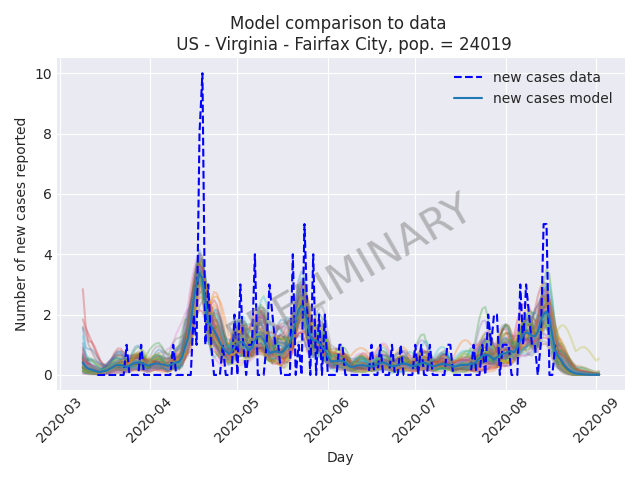 Model comparison to data
US - Virginia - Fairfax City, pop. = 24019
new cases data
new cases model
PRELIMINARY
Number of new cases reported
10
8
6
4
2
0
2020-03
2020-04
2020-05
2020-06
2020-07
2020-08
2020-09
Day